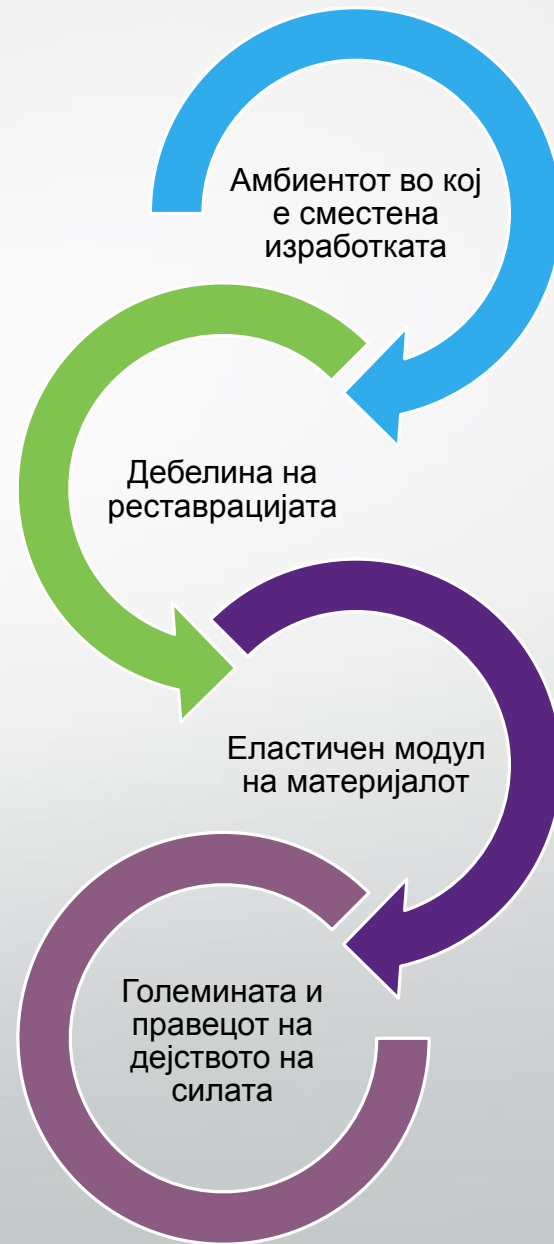 Амбиентот во кој
е сместена
изработката
Дебелина на
реставрацијата
Еластичен модул
на материјалот
Големината и
правецот на
дејството на
силата